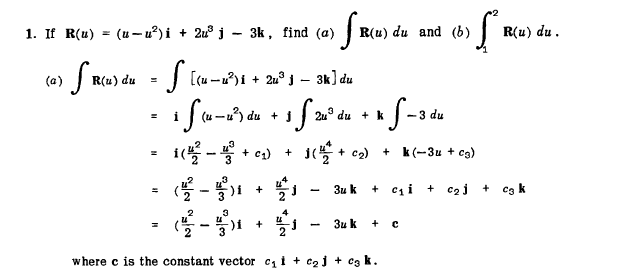 1. If R(u) = (u−u²)i + 2u³ j − 3k, find (a) ∫ R(u) du and (b) ∫₁² R(u) du.
(a) ∫ R(u) du = ∫ [(u−u²)i + 2u³ j − 3k] du
= i ∫ (u−u²) du + j ∫ 2u³ du + k ∫ −3 du
= i(u²/2 − u³/3 + c₁) + j(u⁴/2 + c₂) + k(−3u + c₃)
= (u²/2 − u³/3)i + u⁴/2 j − 3u k + c₁ i + c₂ j + c₃ k
= (u²/2 − u³/3)i + u⁴/2 j − 3u k + c
where c is the constant vector c₁ i + c₂ j + c₃ k.